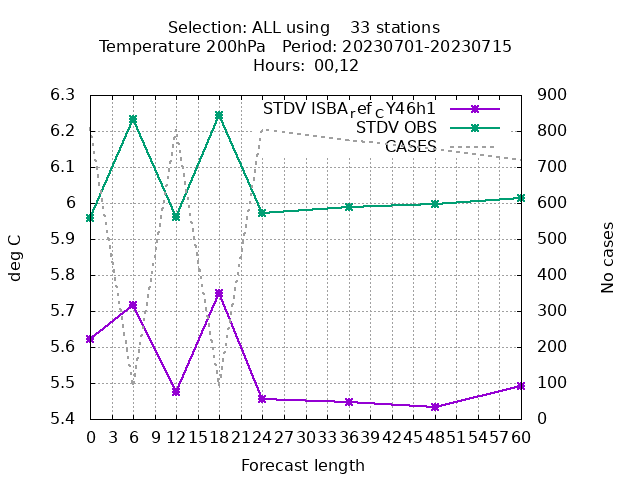 Selection: ALL using    33 stations
Temperature 200hPa   Period: 20230701-20230715
Hours:  00,12
STDV ISBA_ref_CY46h1
STDV OBS
CASES
6.3
6.2
6.1
6
5.9
5.8
5.7
5.6
5.5
5.4
900
800
700
600
500
400
300
200
100
0
deg C
No cases
0 3 6 9 12 15 18 21 24 27 30 33 36 39 42 45 48 51 54 57 60
Forecast length